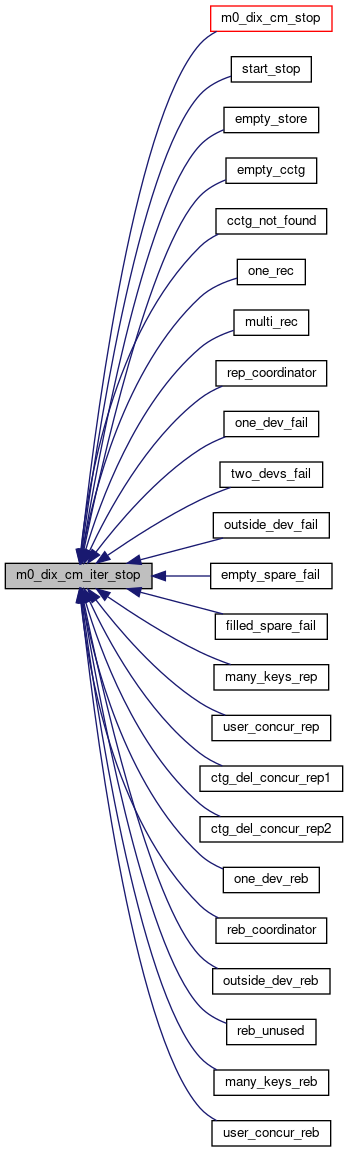 m0_dix_cm_stop
start_stop
empty_store
empty_cctg
cctg_not_found
one_rec
multi_rec
rep_coordinator
one_dev_fail
two_devs_fail
outside_dev_fail
m0_dix_cm_iter_stop
empty_spare_fail
filled_spare_fail
many_keys_rep
user_concur_rep
ctg_del_concur_rep1
ctg_del_concur_rep2
one_dev_reb
reb_coordinator
outside_dev_reb
reb_unused
many_keys_reb
user_concur_reb